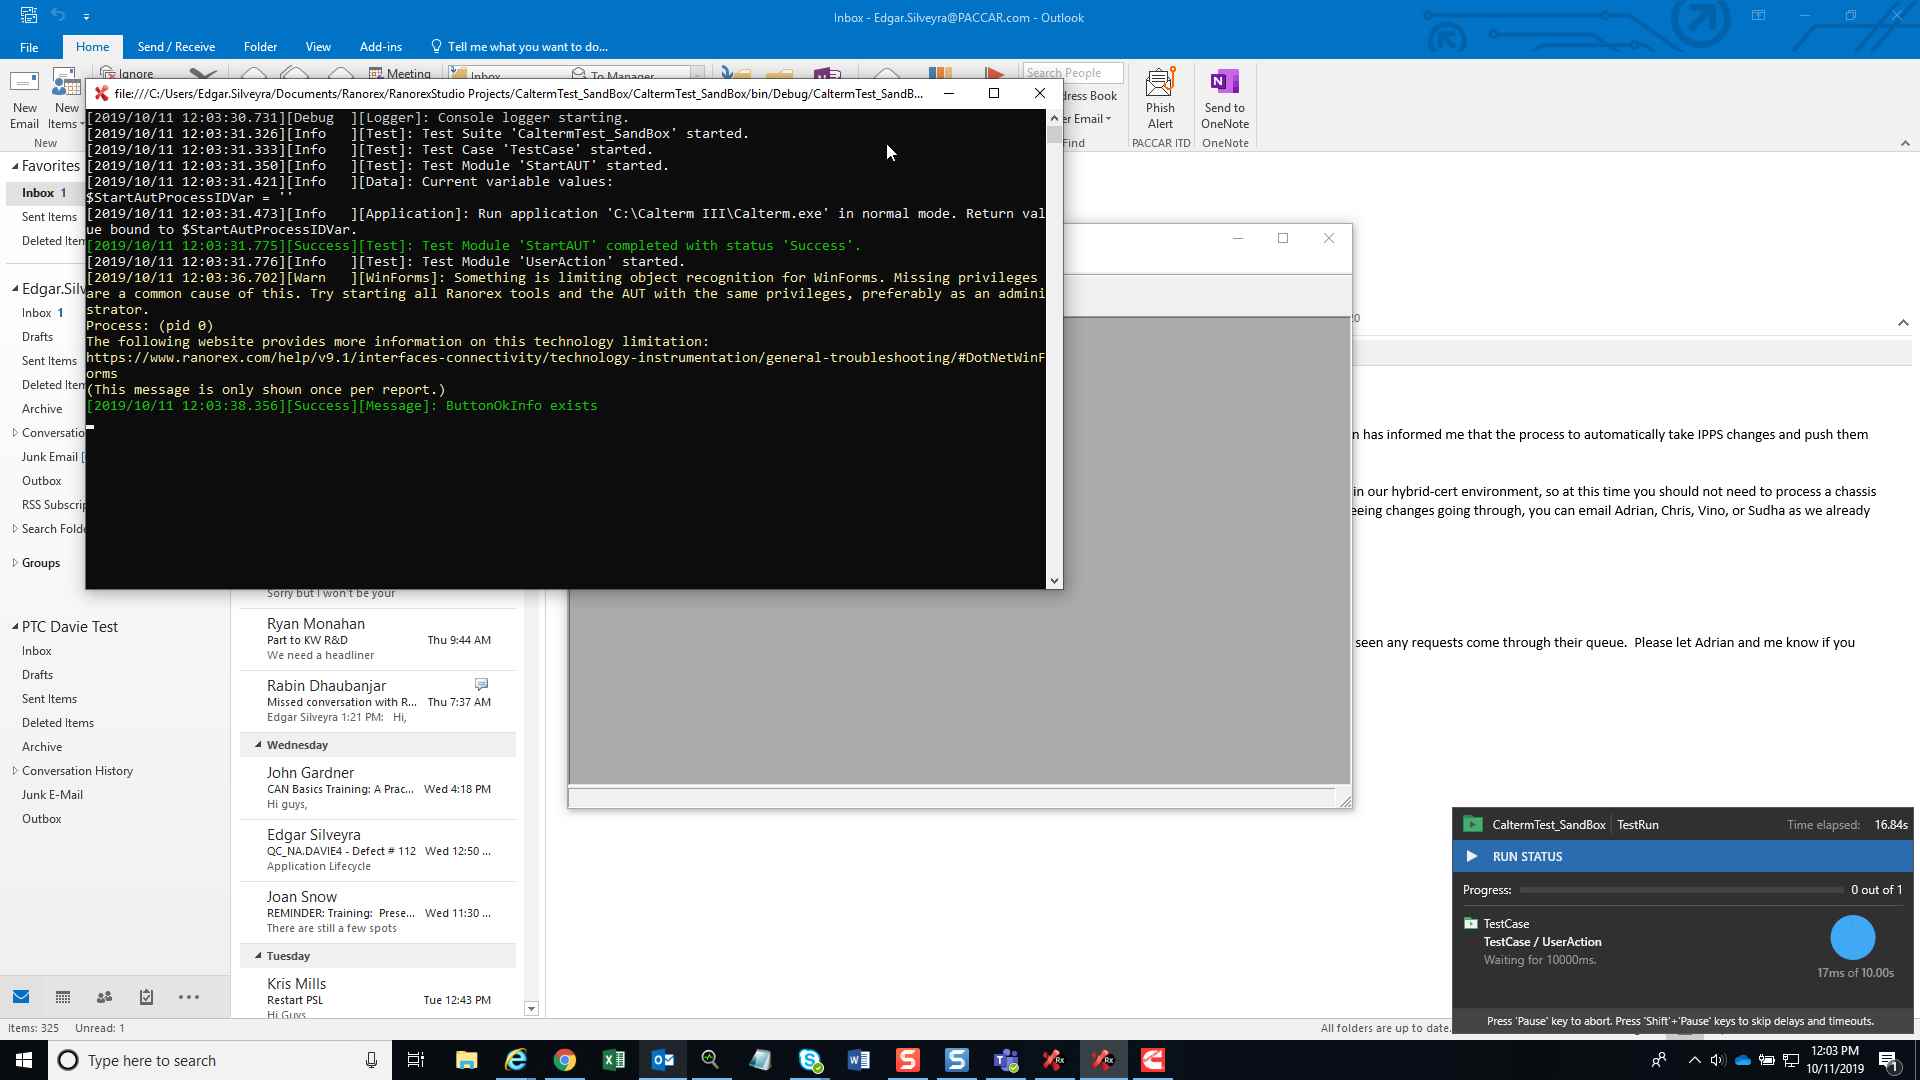 Inbox - Edgar.Silveyra@PACCAR.com - Outlook
File Home Send / Receive Folder View Add-ins Tell me what you want to do...
Ignore Meeting Inbox To Manager Search People
New Email
New Items
New
Address Book
Phish Alert
Send to OneNote
PACCAR ITD
OneNote
Find
file:///C:/Users/Edgar.Silveyra/Documents/Ranorex/RanorexStudio Projects/CaltermTest_SandBox/CaltermTest_SandBox/bin/Debug/CaltermTest_SandB...
[2019/10/11 12:03:30.731][Debug  ][Logger]: Console logger starting.
[2019/10/11 12:03:31.326][Info   ][Test]: Test Suite 'CaltermTest_SandBox' started.
[2019/10/11 12:03:31.333][Info   ][Test]: Test Case 'TestCase' started.
[2019/10/11 12:03:31.350][Info   ][Test]: Test Module 'StartAUT' started.
[2019/10/11 12:03:31.421][Info   ][Data]: Current variable values:
$StartAutProcessIDVar = ''
[2019/10/11 12:03:31.473][Info   ][Application]: Run application 'C:\Calterm III\Calterm.exe' in normal mode. Return val
ue bound to $StartAutProcessIDVar.
[2019/10/11 12:03:31.775][Success][Test]: Test Module 'StartAUT' completed with status 'Success'.
[2019/10/11 12:03:31.776][Info   ][Test]: Test Module 'UserAction' started.
[2019/10/11 12:03:36.702][Warn   ][WinForms]: Something is limiting object recognition for WinForms. Missing privileges
are a common cause of this. Try starting all Ranorex tools and the AUT with the same privileges, preferably as an admini
strator.
Process: (pid 0)
The following website provides more information on this technology limitation:
https://www.ranorex.com/help/v9.1/interfaces-connectivity/technology-instrumentation/general-troubleshooting/#DotNetWinF
orms
(This message is only shown once per report.)
[2019/10/11 12:03:38.356][Success][Message]: ButtonOkInfo exists
Favorites
Inbox 1
Sent Items
Deleted Iten
Edgar.Silv
Inbox 1
Drafts
Sent Items
Deleted Iten
Archive
Conversatio
Junk Email [
Outbox
RSS Subscrip
Search Folde
Groups
PTC Davie Test
Inbox
Drafts
Sent Items
Deleted Items
Archive
Conversation History
Junk E-Mail
Outbox
Sorry but I won't be your
Ryan Monahan
Part to KW R&D Thu 9:44 AM
We need a headliner
Rabin Dhaubanjar
Missed conversation with R... Thu 7:37 AM
Edgar Silveyra 1:21 PM: Hi,
Wednesday
John Gardner
CAN Basics Training: A Prac... Wed 4:18 PM
Hi guys,
Edgar Silveyra
QC_NA.DAVIE4 - Defect # 112 Wed 12:50 ...
Application Lifecycle
Joan Snow
REMINDER: Training: Prese... Wed 11:30 ...
There are still a few spots
Tuesday
Kris Mills
Restart PSL Tue 12:43 PM
Hi Guys
n has informed me that the process to automatically take IPPS changes and push them
in our hybrid-cert environment, so at this time you should not need to process a chassis
eeing changes going through, you can email Adrian, Chris, Vino, or Sudha as we already
seen any requests come through their queue. Please let Adrian and me know if you
CaltermTest_SandBox TestRun Time elapsed: 16.84s
RUN STATUS
Progress: 0 out of 1
TestCase
TestCase / UserAction
Waiting for 10000ms.
17ms of 10.00s
Press 'Pause' key to abort. Press 'Shift'+'Pause' keys to skip delays and timeouts.
Items: 325 Unread: 1 All folders are up to date.
Type here to search
12:03 PM
10/11/2019